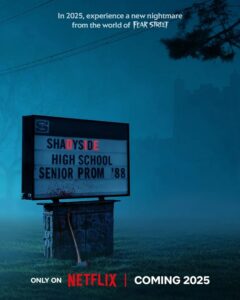 In 2025, experience a new nightmare
from the world of FEAR STREET
S
SHADYSIDE
HIGH SCHOOL
SENIOR PROM '88
ONLY ON NETFLIX | COMING 2025